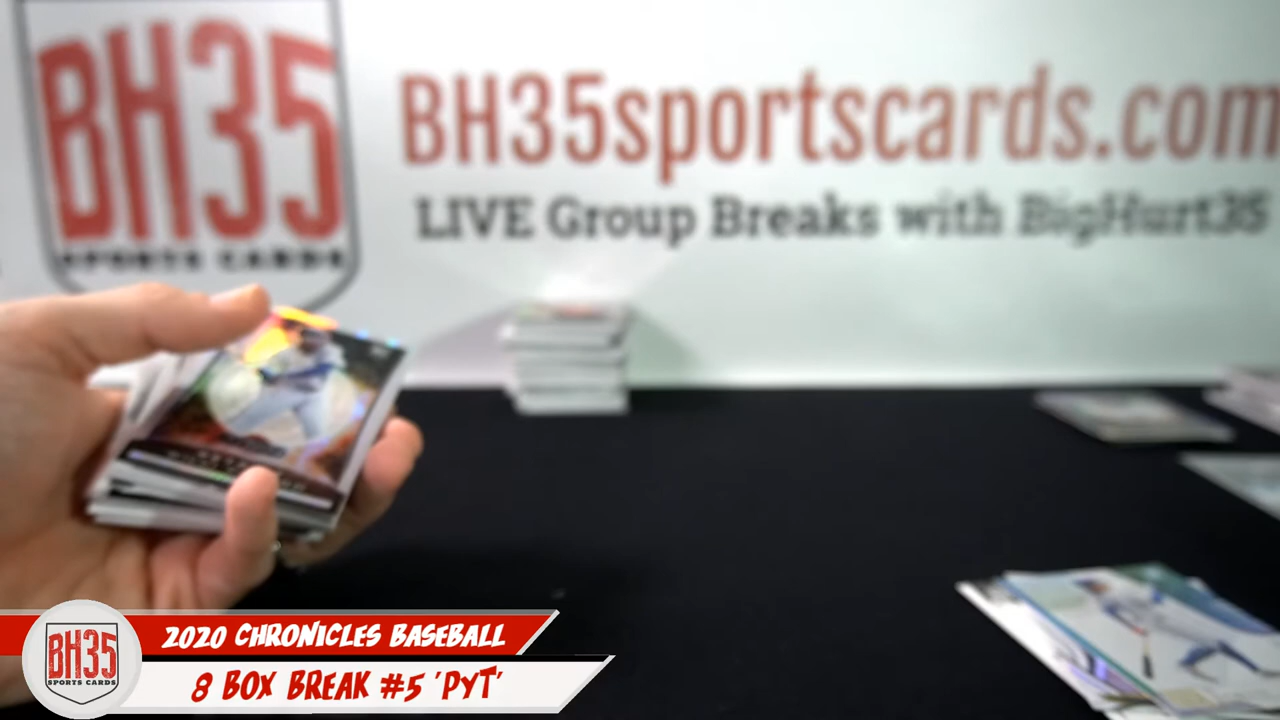 BH35
SPORTS CARDS
BH35sportscards.com
LIVE Group Breaks with BigHurt35
BH35
SPORTS CARDS
2020 CHRONICLES BASEBALL
8 BOX BREAK #5 'PYT'